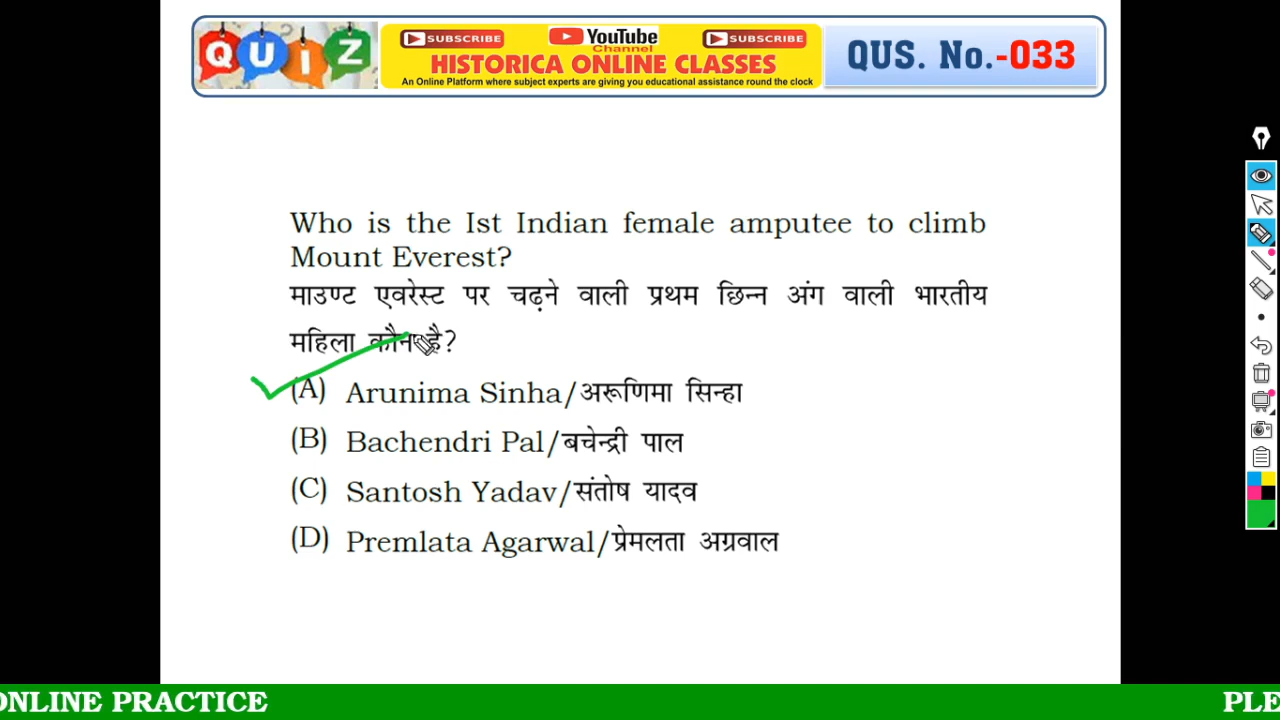 QUIZ
SUBSCRIBE YouTube SUBSCRIBE
Channel
HISTORICA ONLINE CLASSES
An Online Platform where subject experts are giving you educational assistance round the clock
QUS. No.-033
Who is the Ist Indian female amputee to climb
Mount Everest?
माउण्ट एवरेस्ट पर चढ़ने वाली प्रथम छिन्न अंग वाली भारतीय
महिला कौन है?
(A) Arunima Sinha/अरूणिमा सिन्हा
(B) Bachendri Pal/बचेन्द्री पाल
(C) Santosh Yadav/संतोष यादव
(D) Premlata Agarwal/प्रेमलता अग्रवाल
ONLINE PRACTICE PLE